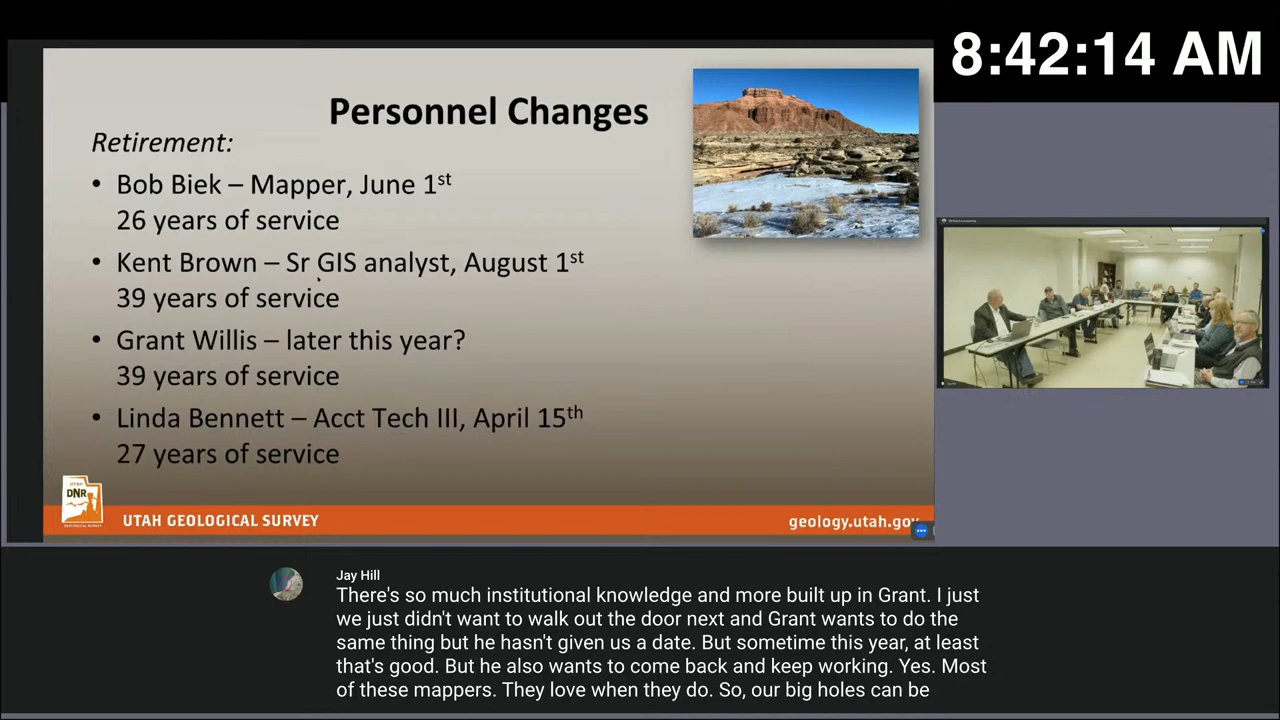 8:42:14 AM
Personnel Changes
Retirement:
• Bob Biek – Mapper, June 1st
26 years of service
• Kent Brown – Sr GIS analyst, August 1st
39 years of service
• Grant Willis – later this year?
39 years of service
• Linda Bennett – Acct Tech III, April 15th
27 years of service
UTAH
DNR
UTAH GEOLOGICAL SURVEY
geology.utah.gov
Jay Hill
There's so much institutional knowledge and more built up in Grant. I just
we just didn't want to walk out the door next and Grant wants to do the
same thing but he hasn't given us a date. But sometime this year, at least
that's good. But he also wants to come back and keep working. Yes. Most
of these mappers. They love when they do. So, our big holes can be